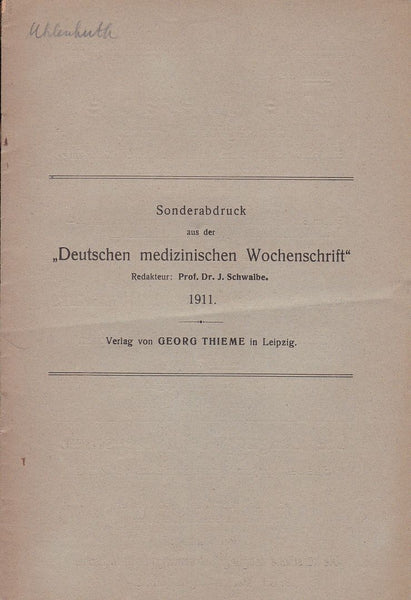 Uhlenhuth
Sonderabdruck
aus der
„Deutschen medizinischen Wochenschrift“
Redakteur: Prof. Dr. J. Schwalbe.
1911.
Verlag von GEORG THIEME in Leipzig.